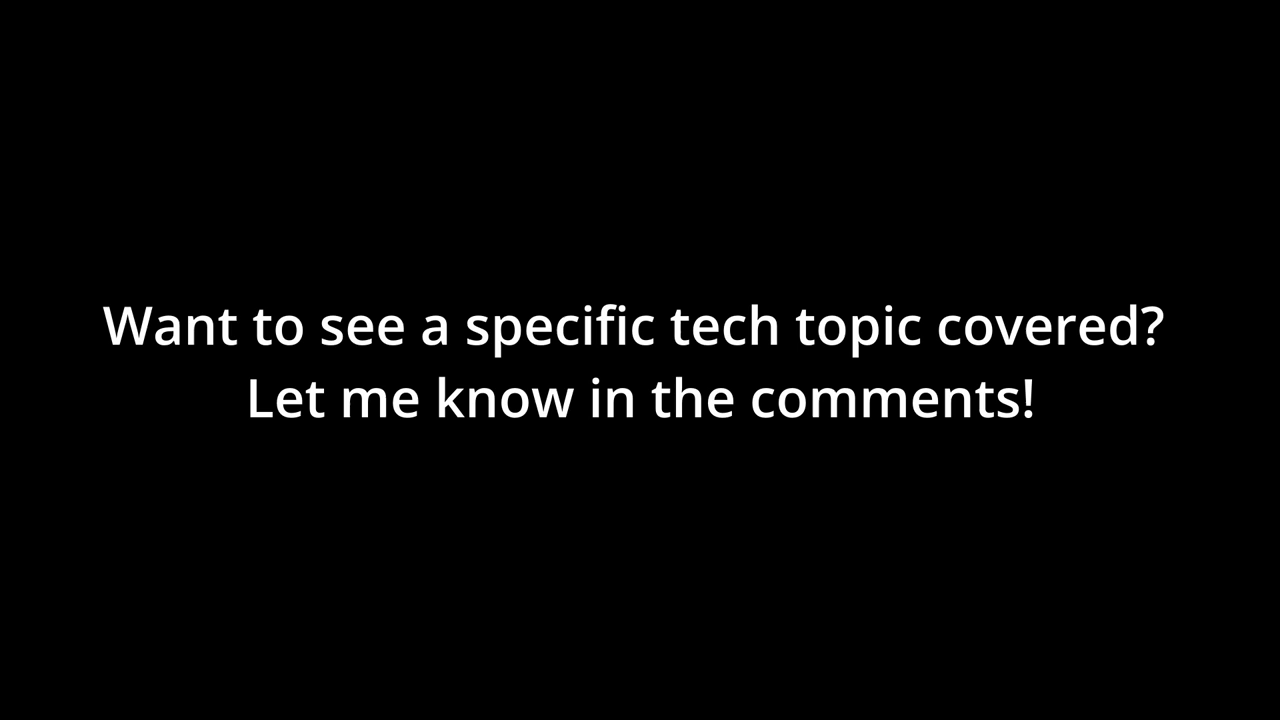 Want to see a specific tech topic covered?
Let me know in the comments!